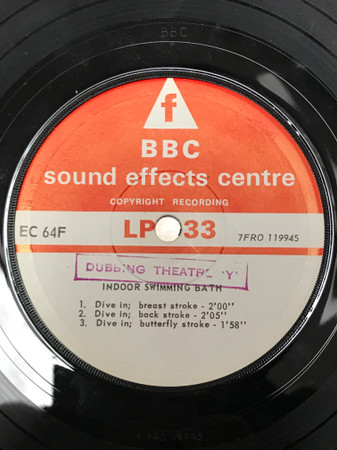 BBC
f
BBC
sound effects centre
COPYRIGHT RECORDING
EC 64F LP 33 7FRO 119945
DUBBING THEATRE 'Y'
INDOOR SWIMMING BATH
1. Dive in; breast stroke - 2'00"
2. Dive in; back stroke - 2'05"
3. Dive in; butterfly stroke - 1'58"